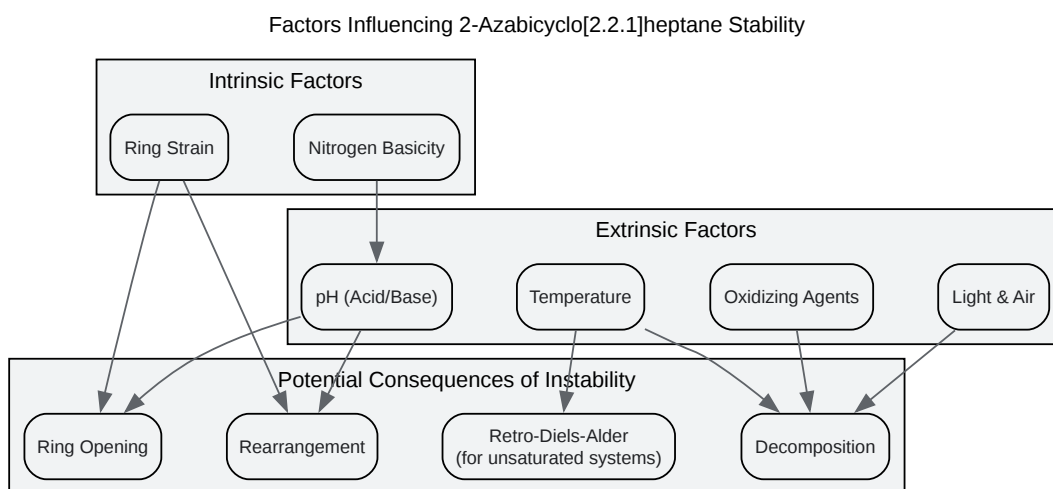 Factors Influencing 2-Azabicyclo[2.2.1]heptane Stability
Intrinsic Factors
Ring Strain
Nitrogen Basicity
Extrinsic Factors
pH (Acid/Base)
Temperature
Oxidizing Agents
Light & Air
Potential Consequences of Instability
Ring Opening
Rearrangement
Retro-Diels-Alder
(for unsaturated systems)
Decomposition